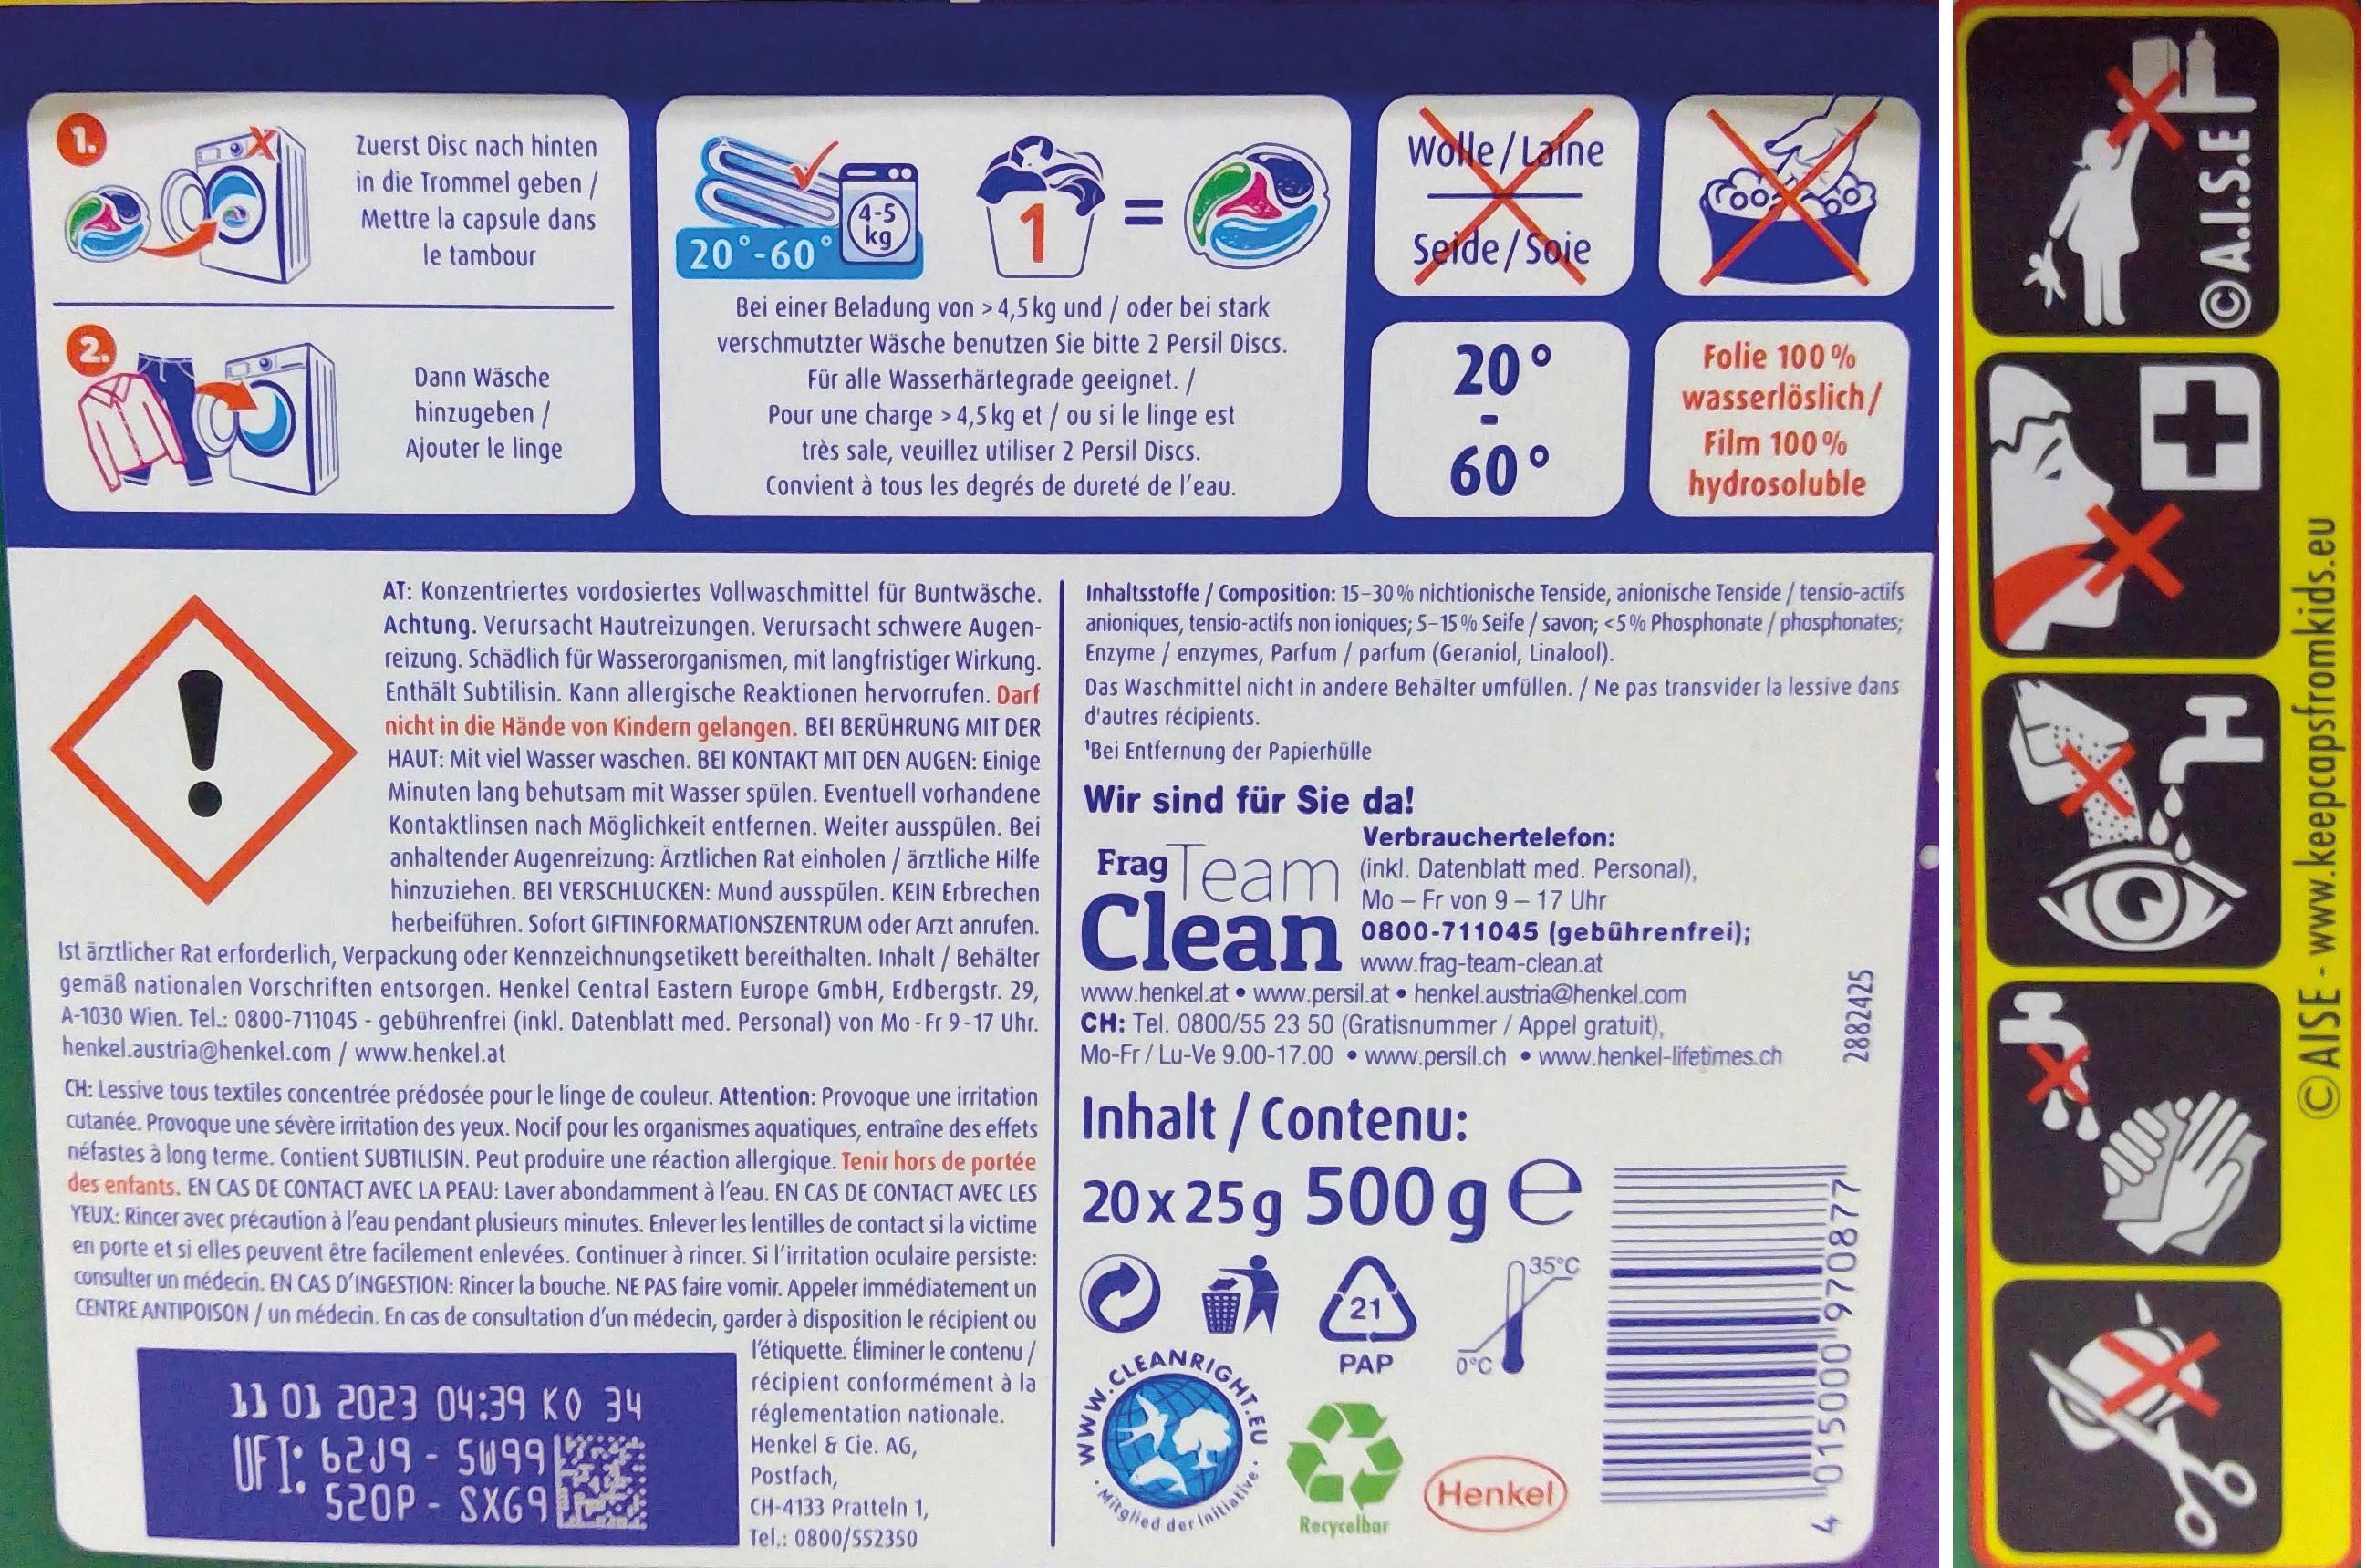 1.
Zuerst Disc nach hinten
in die Trommel geben /
Mettre la capsule dans
le tambour
2.
Dann Wäsche
hinzugeben /
Ajouter le linge
20°-60°
4-5
kg
1
=
Bei einer Beladung von > 4,5 kg und / oder bei stark
verschmutzter Wäsche benutzen Sie bitte 2 Persil Discs.
Für alle Wasserhärtegrade geeignet. /
Pour une charge > 4,5 kg et / ou si le linge est
très sale, veuillez utiliser 2 Persil Discs.
Convient à tous les degrés de dureté de l'eau.
Wolle / Laine
Seide / Soie
20°
-
60°
Folie 100 %
wasserlöslich /
Film 100 %
hydrosoluble
AT: Konzentriertes vordosiertes Vollwaschmittel für Buntwäsche.
Achtung. Verursacht Hautreizungen. Verursacht schwere Augen-
reizung. Schädlich für Wasserorganismen, mit langfristiger Wirkung.
Enthält Subtilisin. Kann allergische Reaktionen hervorrufen. Darf
nicht in die Hände von Kindern gelangen. BEI BERÜHRUNG MIT DER
HAUT: Mit viel Wasser waschen. BEI KONTAKT MIT DEN AUGEN: Einige
Minuten lang behutsam mit Wasser spülen. Eventuell vorhandene
Kontaktlinsen nach Möglichkeit entfernen. Weiter ausspülen. Bei
anhaltender Augenreizung: Ärztlichen Rat einholen / ärztliche Hilfe
hinzuziehen. BEI VERSCHLUCKEN: Mund ausspülen. KEIN Erbrechen
herbeiführen. Sofort GIFTINFORMATIONSZENTRUM oder Arzt anrufen.
Ist ärztlicher Rat erforderlich, Verpackung oder Kennzeichnungsetikett bereithalten. Inhalt / Behälter
gemäß nationalen Vorschriften entsorgen. Henkel Central Eastern Europe GmbH, Erdbergstr. 29,
A-1030 Wien. Tel.: 0800-711045 - gebührenfrei (inkl. Datenblatt med. Personal) von Mo - Fr 9 - 17 Uhr.
henkel.austria@henkel.com / www.henkel.at
CH: Lessive tous textiles concentrée prédosée pour le linge de couleur. Attention: Provoque une irritation
cutanée. Provoque une sévère irritation des yeux. Nocif pour les organismes aquatiques, entraîne des effets
néfastes à long terme. Contient SUBTILISIN. Peut produire une réaction allergique. Tenir hors de portée
des enfants. EN CAS DE CONTACT AVEC LA PEAU: Laver abondamment à l'eau. EN CAS DE CONTACT AVEC LES
YEUX: Rincer avec précaution à l'eau pendant plusieurs minutes. Enlever les lentilles de contact si la victime
en porte et si elles peuvent être facilement enlevées. Continuer à rincer. Si l'irritation oculaire persiste:
consulter un médecin. EN CAS D'INGESTION: Rincer la bouche. NE PAS faire vomir. Appeler immédiatement un
CENTRE ANTIPOISON / un médecin. En cas de consultation d'un médecin, garder à disposition le récipient ou
l'étiquette. Éliminer le contenu /
récipient conformément à la
réglementation nationale.
Henkel & Cie. AG,
Postfach,
CH-4133 Pratteln 1,
Tel.: 0800/552350
11 01 2023 04:39 KO 34
UFI: 62J9 - 5W99
520P - SXG9
Inhaltsstoffe / Composition: 15-30 % nichtionische Tenside, anionische Tenside / tensio-actifs
anioniques, tensio-actifs non ioniques; 5-15 % Seife / savon; <5 % Phosphonate / phosphonates;
Enzyme / enzymes, Parfum / parfum (Geraniol, Linalool).
Das Waschmittel nicht in andere Behälter umfüllen. / Ne pas transvider la lessive dans
d'autres récipients.
¹Bei Entfernung der Papierhülle
Wir sind für Sie da!
Frag Team
Clean
Verbrauchertelefon:
(inkl. Datenblatt med. Personal),
Mo – Fr von 9 – 17 Uhr
0800-711045 (gebührenfrei);
www.frag-team-clean.at
www.henkel.at • www.persil.at • henkel.austria@henkel.com
CH: Tel. 0800/55 23 50 (Gratisnummer / Appel gratuit),
Mo-Fr / Lu-Ve 9.00-17.00 • www.persil.ch • www.henkel-lifetimes.ch
2882425
Inhalt / Contenu:
20 x 25 g 500 g e
21
PAP
35°C
0°C
WWW.CLEANRIGHT.EU
· Mitglied der Initiative ·
Recycelbar
Henkel
4 015000 970877
© A.I.S.E
© AISE - www.keepcapsfromkids.eu